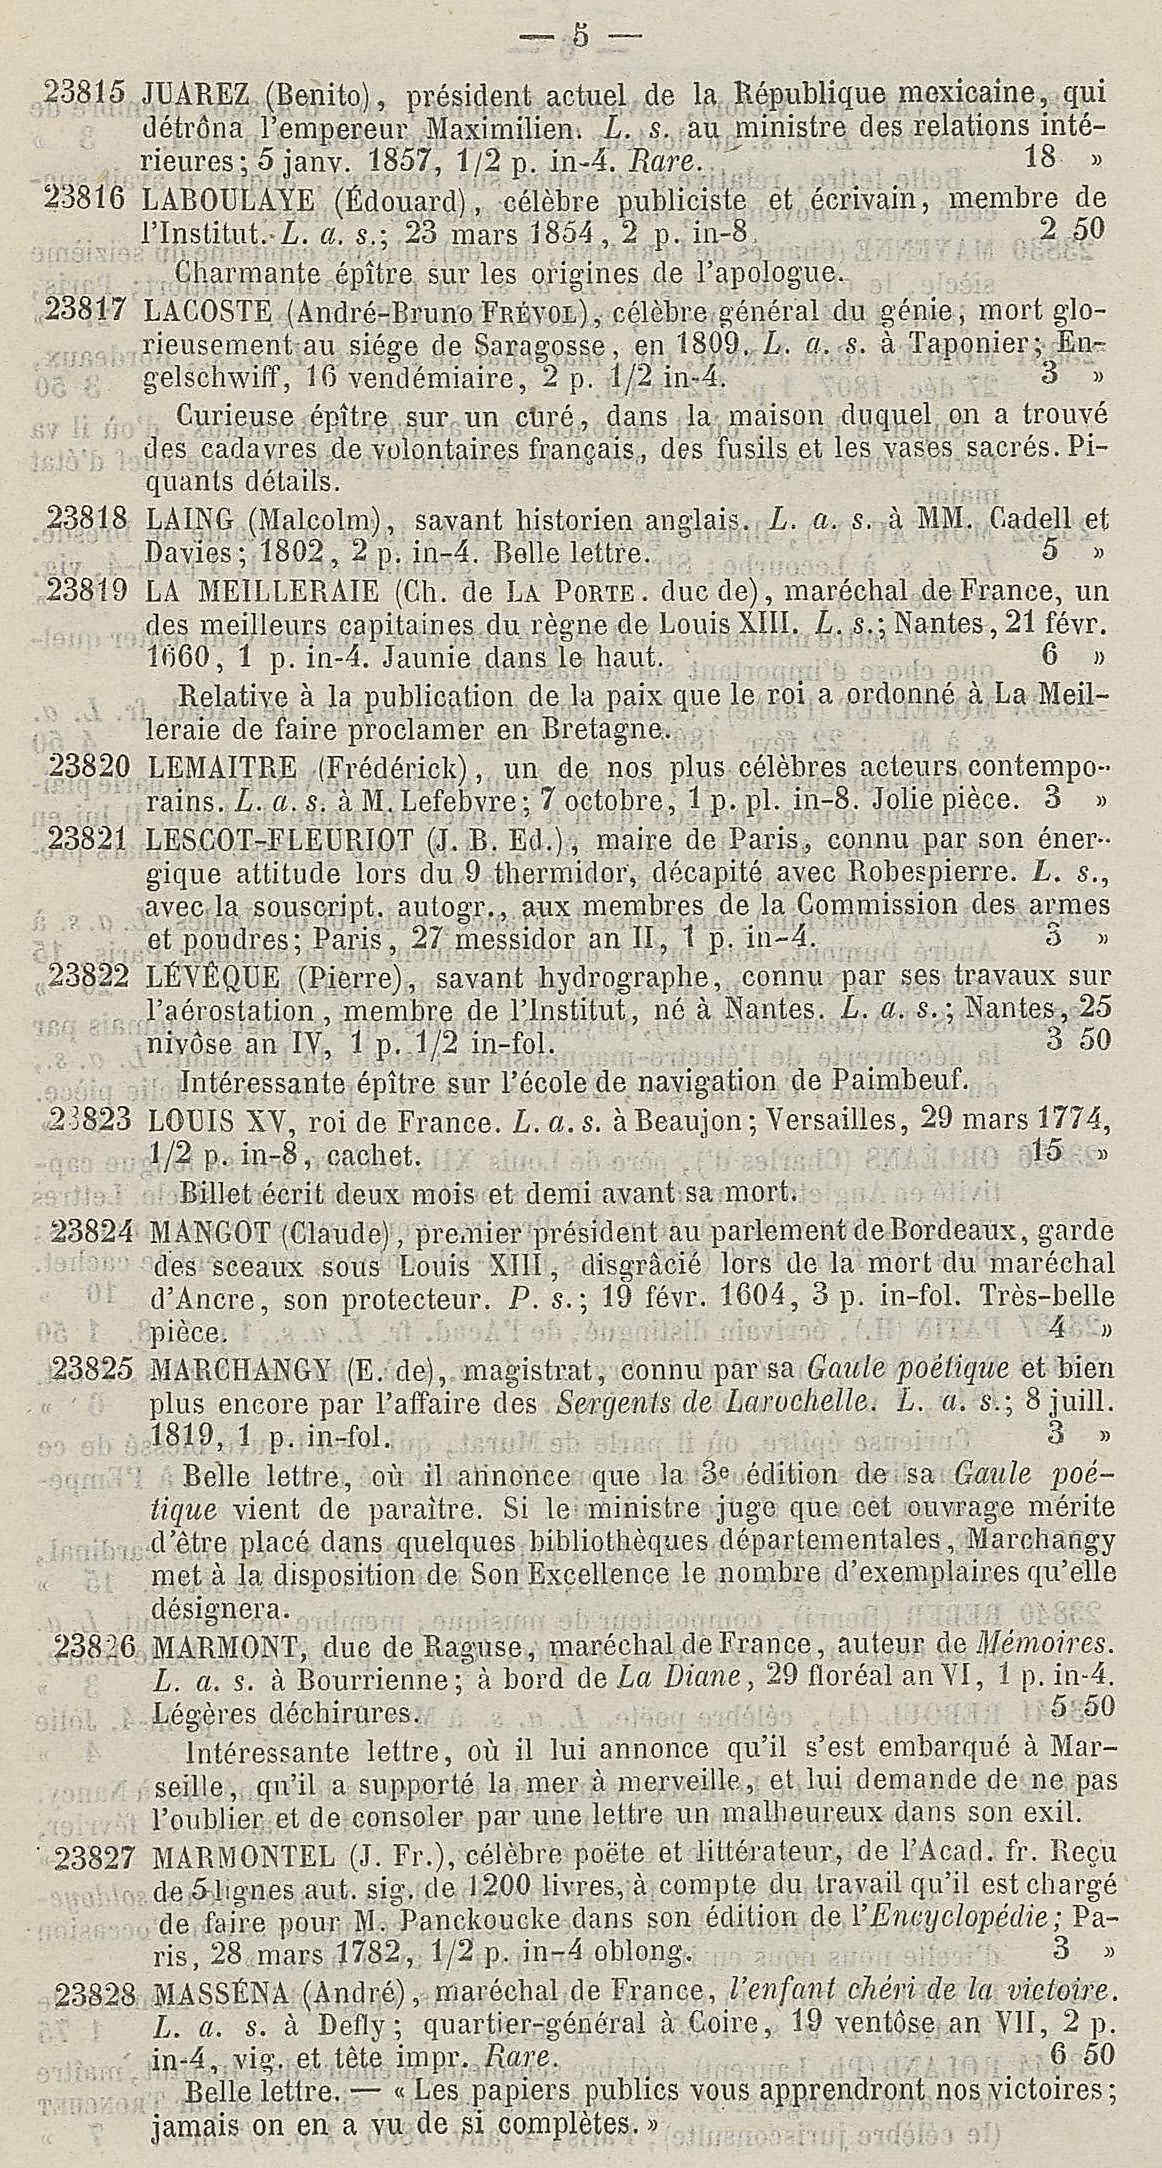 — 5 —
23815 JUAREZ (Benito), président actuel de la République mexicaine, qui
détrôna l'empereur Maximilien. L. s. au ministre des relations inté-
rieures; 5 janv. 1857, 1/2 p. in-4. Rare. 18 »
23816 LABOULAYE (Édouard), célèbre publiciste et écrivain, membre de
l'Institut. L. a. s.; 23 mars 1854, 2 p. in-8. 2 50
Charmante épître sur les origines de l'apologue.
23817 LACOSTE (André-Bruno FRÉVOL), célèbre général du génie, mort glo-
rieusement au siége de Saragosse, en 1809. L. a. s. à Taponier; En-
gelschwiff, 16 vendémiaire, 2 p. 1/2 in-4. 3 »
Curieuse épître sur un curé, dans la maison duquel on a trouvé
des cadavres de volontaires français, des fusils et les vases sacrés. Pi-
quants détails.
23818 LAING (Malcolm), savant historien anglais. L. a. s. à MM. Cadell et
Davies; 1802, 2 p. in-4. Belle lettre. 5 »
23819 LA MEILLERAIE (Ch. de LA PORTE. duc de), maréchal de France, un
des meilleurs capitaines du règne de Louis XIII. L. s.; Nantes, 21 févr.
1660, 1 p. in-4. Jaunie dans le haut. 6 »
Relative à la publication de la paix que le roi a ordonné à La Meil-
leraie de faire proclamer en Bretagne.
23820 LEMAITRE (Frédérick), un de nos plus célèbres acteurs contempo-
rains. L. a. s. à M. Lefebvre; 7 octobre, 1 p. pl. in-8. Jolie pièce. 3 »
23821 LESCOT-FLEURIOT (J. B. Ed.), maire de Paris, connu par son éner-
gique attitude lors du 9 thermidor, décapité avec Robespierre. L. s.,
avec la souscript. autogr., aux membres de la Commission des armes
et poudres; Paris, 27 messidor an II, 1 p. in-4. 3 »
23822 LÉVÊQUE (Pierre), savant hydrographe, connu par ses travaux sur
l'aérostation, membre de l'Institut, né à Nantes. L. a. s.; Nantes, 25
nivôse an IV, 1 p. 1/2 in-fol. 3 50
Intéressante épître sur l'école de navigation de Paimbeuf.
23823 LOUIS XV, roi de France. L. a. s. à Beaujon; Versailles, 29 mars 1774,
1/2 p. in-8, cachet. 15 »
Billet écrit deux mois et demi avant sa mort.
23824 MANGOT (Claude), premier président au parlement de Bordeaux, garde
des sceaux sous Louis XIII, disgrâcié lors de la mort du maréchal
d'Ancre, son protecteur. P. s.; 19 févr. 1604, 3 p. in-fol. Très-belle
pièce. 4 »
23825 MARCHANGY (E. de), magistrat, connu par sa Gaule poétique et bien
plus encore par l'affaire des Sergents de Larochelle. L. a. s.; 8 juill.
1819, 1 p. in-fol. 3 »
Belle lettre, où il annonce que la 3e édition de sa Gaule poé-
tique vient de paraître. Si le ministre juge que cet ouvrage mérite
d'être placé dans quelques bibliothèques départementales, Marchangy
met à la disposition de Son Excellence le nombre d'exemplaires qu'elle
désignera.
23826 MARMONT, duc de Raguse, maréchal de France, auteur de Mémoires.
L. a. s. à Bourrienne; à bord de La Diane, 29 floréal an VI, 1 p. in-4.
Légères déchirures. 5 50
Intéressante lettre, où il lui annonce qu'il s'est embarqué à Mar-
seille, qu'il a supporté la mer à merveille, et lui demande de ne pas
l'oublier et de consoler par une lettre un malheureux dans son exil.
23827 MARMONTEL (J. Fr.), célèbre poëte et littérateur, de l'Acad. fr. Reçu
de 5 lignes aut. sig. de 1200 livres, à compte du travail qu'il est chargé
de faire pour M. Panckoucke dans son édition de l'Encyclopédie; Pa-
ris, 28 mars 1782, 1/2 p. in-4 oblong. 3 »
23828 MASSÉNA (André), maréchal de France, l'enfant chéri de la victoire.
L. a. s. à Defly; quartier-général à Coire, 19 ventôse an VII, 2 p.
in-4, vig. et tête impr. Rare. 6 50
Belle lettre. — « Les papiers publics vous apprendront nos victoires;
jamais on en a vu de si complètes. »